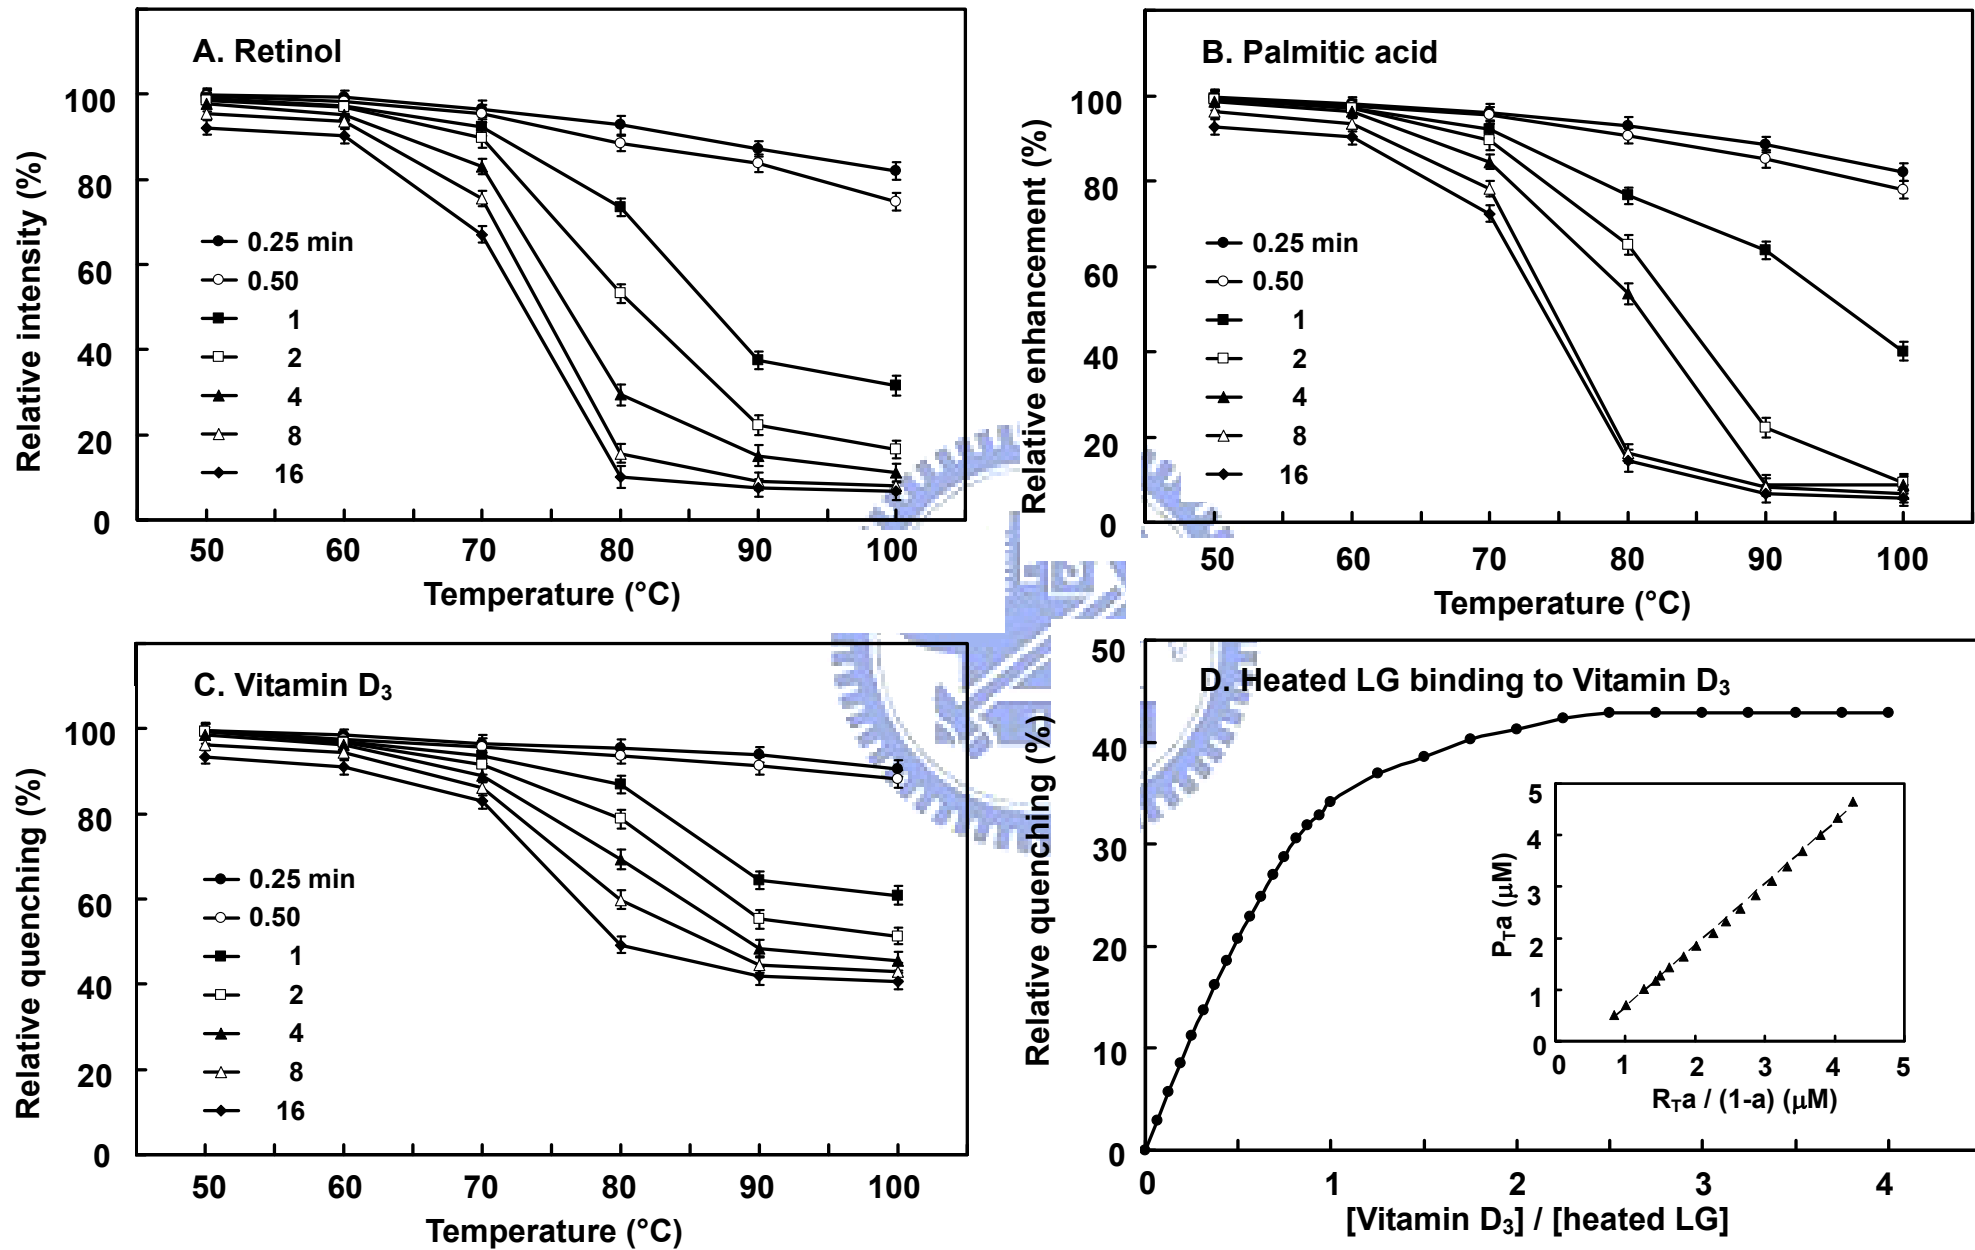 A. Retinol
Relative intensity (%)
100
80
60
40
20
0
0.25 min
0.50
1
2
4
8
16
50 60 70 80 90 100
Temperature (°C)
B. Palmitic acid
Relative enhancement (%)
100
80
60
40
20
0
0.25 min
0.50
1
2
4
8
16
50 60 70 80 90 100
Temperature (°C)
C. Vitamin D3
Relative quenching (%)
100
80
60
40
20
0
0.25 min
0.50
1
2
4
8
16
50 60 70 80 90 100
Temperature (°C)
D. Heated LG binding to Vitamin D3
Relative quenching (%)
50
40
30
20
10
0
0 1 2 3 4
[Vitamin D3] / [heated LG]
PTa (μM)
5
4
3
2
1
0
0 1 2 3 4 5
RTa / (1-a) (μM)